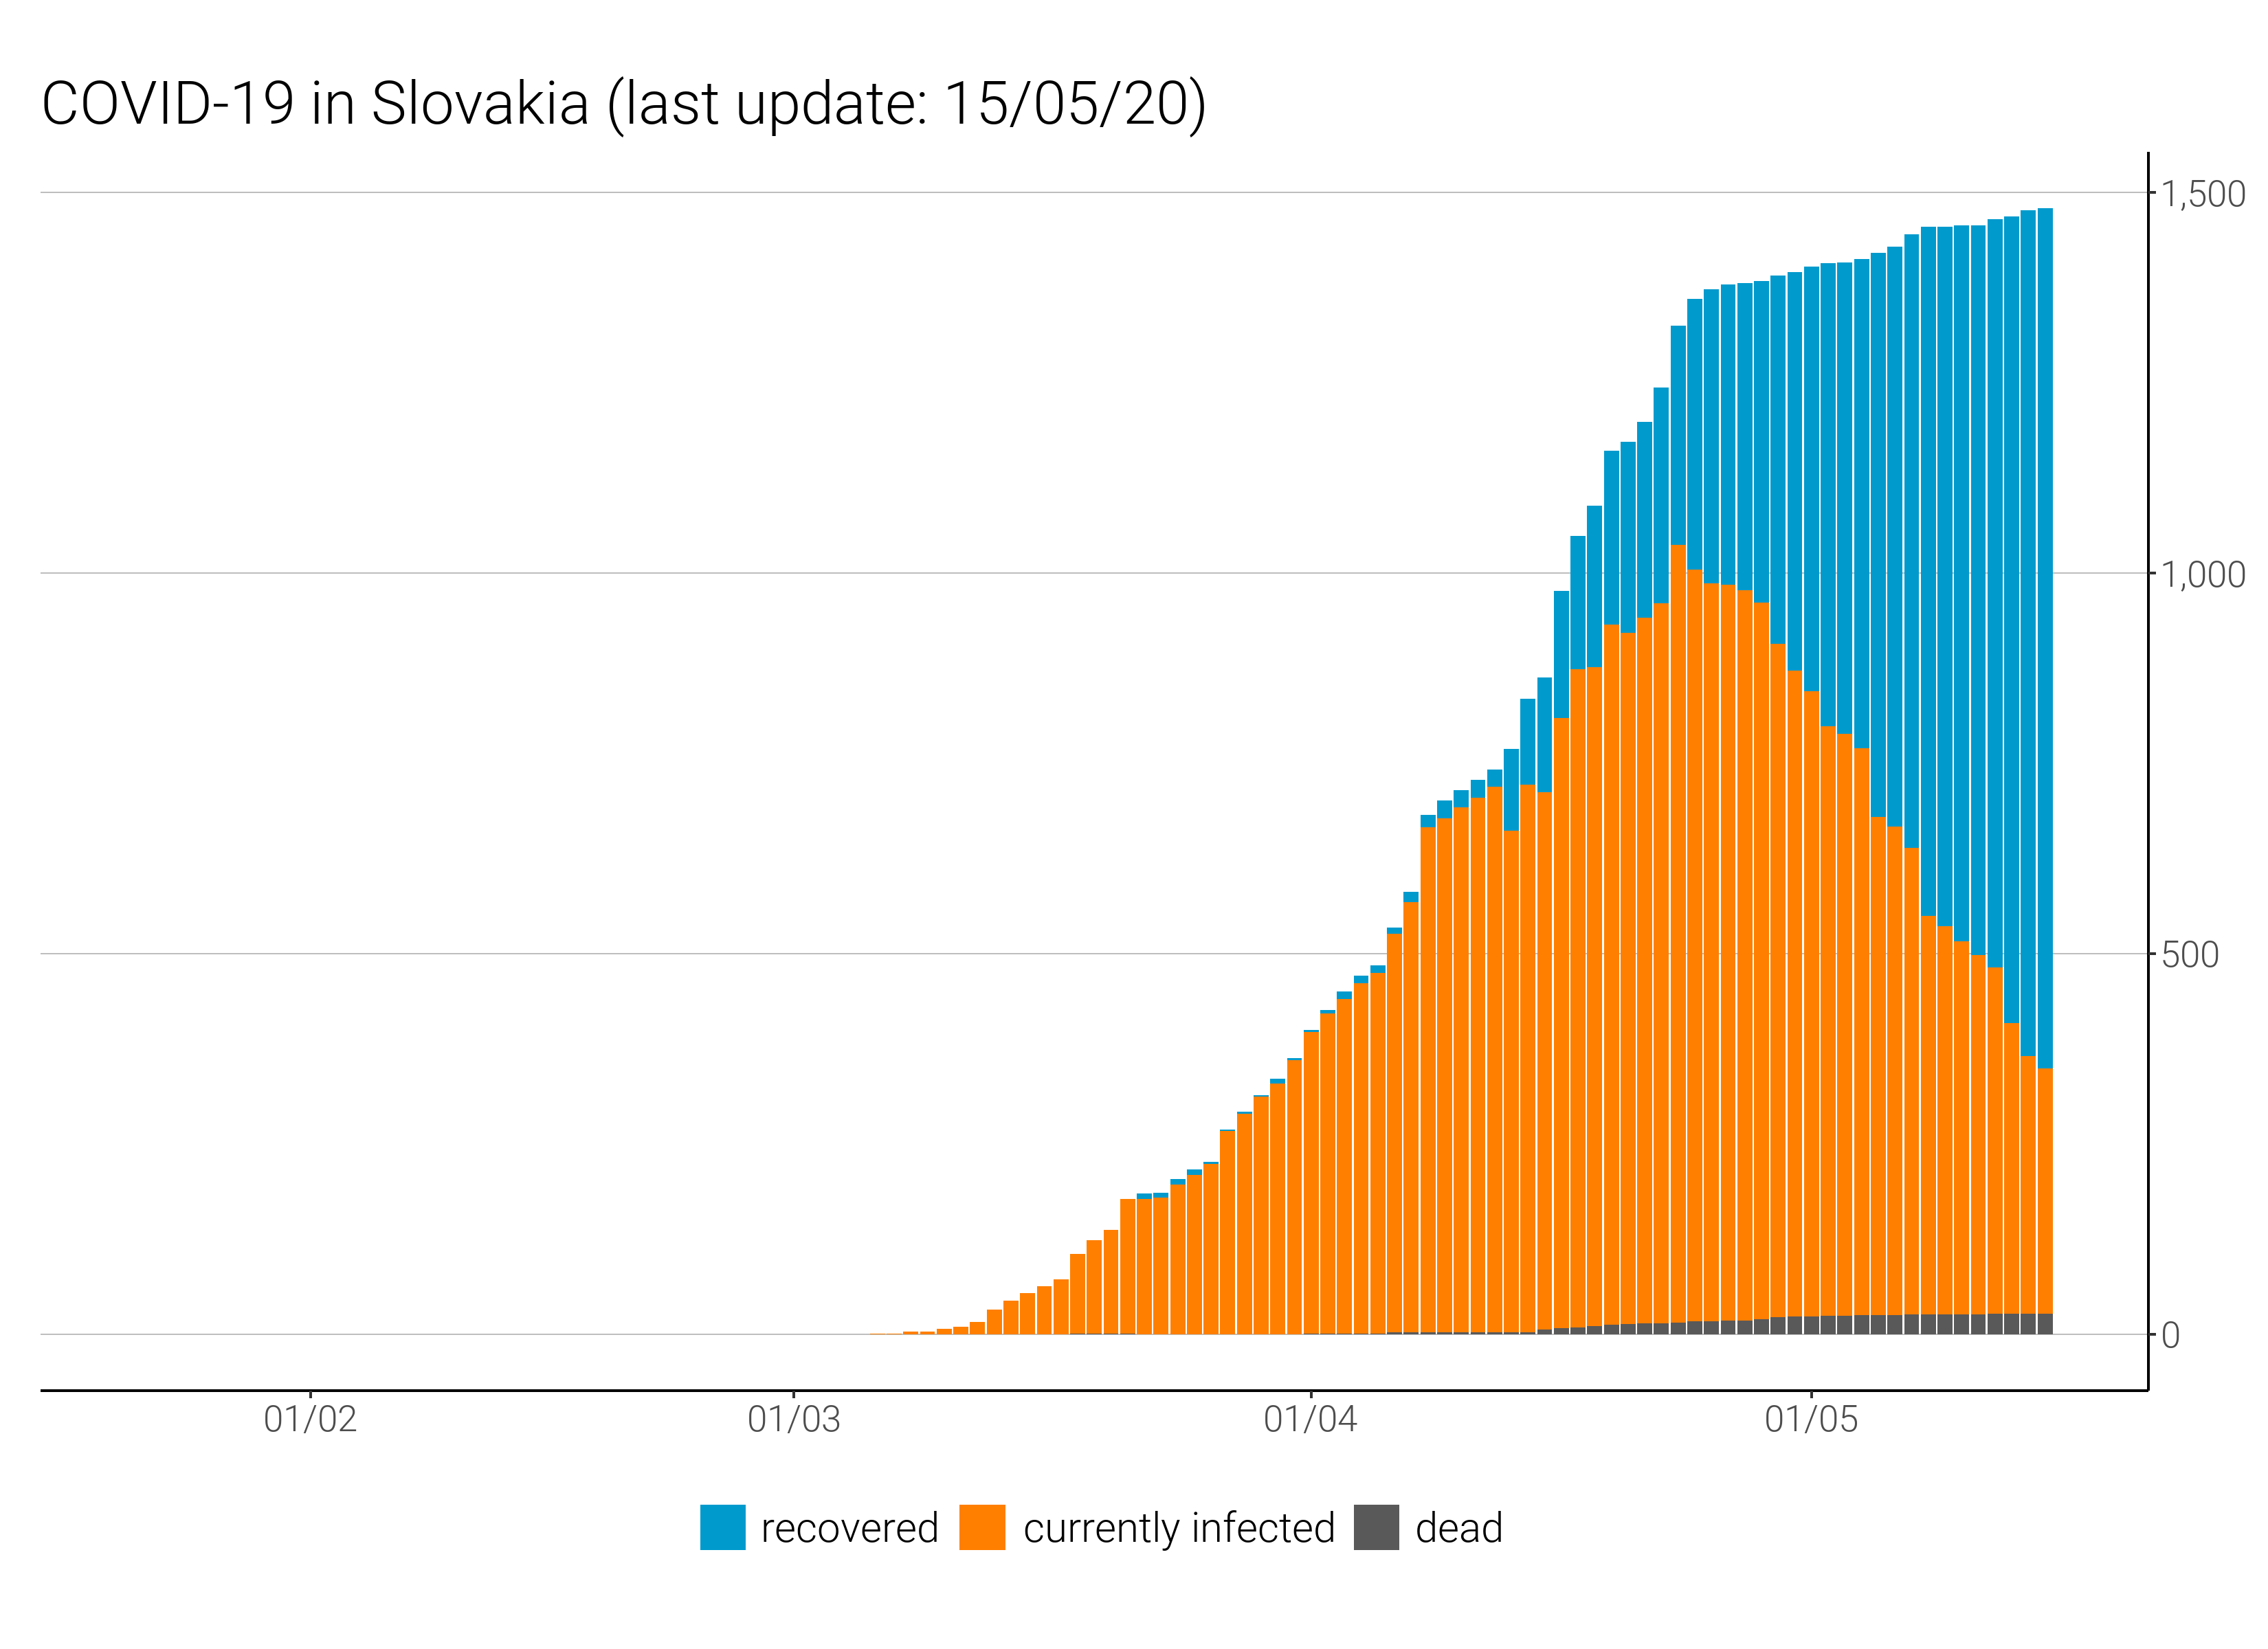 COVID-19 in Slovakia (last update: 15/05/20)
1,500
1,000
500
0
01/02 01/03 01/04 01/05
recovered currently infected dead